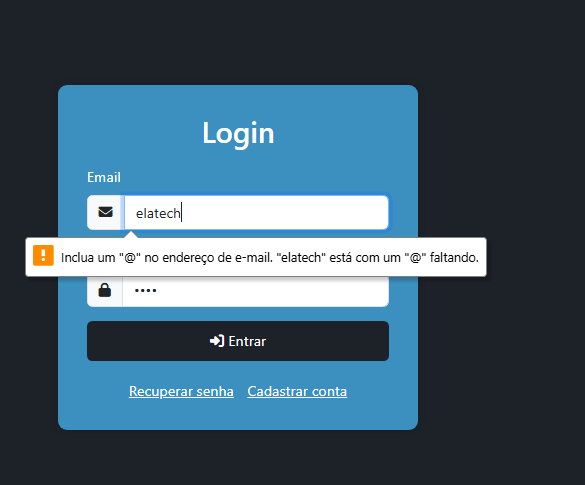 Login
Email
elatech
Inclua um "@" no endereço de e-mail. "elatech" está com um "@" faltando.
••••
Entrar
Recuperar senha Cadastrar conta